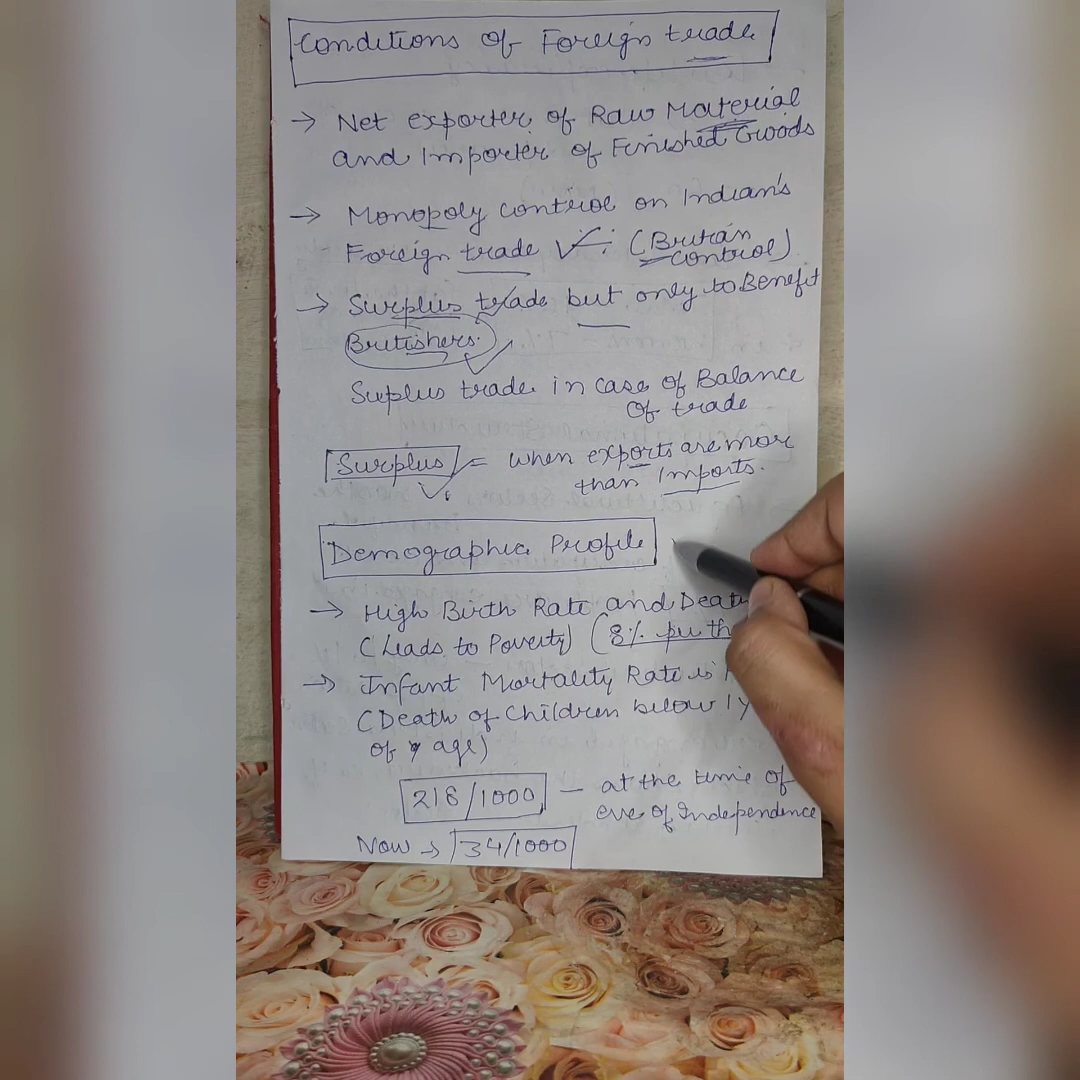 Conditions of Foreign trade
→ Net exporter of Raw Material
and Importer of Finished Goods
→ Monopoly control on Indian's
Foreign trade (Britain
control)
→ Surplus trade but only to Benefit
Britishers.
Suplus trade in case of Balance
of trade
Surplus = when exports are more
than Imports.
Demographic Profile
→ High Birth Rate and Death
(Leads to Poverty) (8% per
→ Infant Mortality Rate is
(Death of Children below 1
of age)
218/1000 — at the time of
eve of Independence
Now → 34/1000